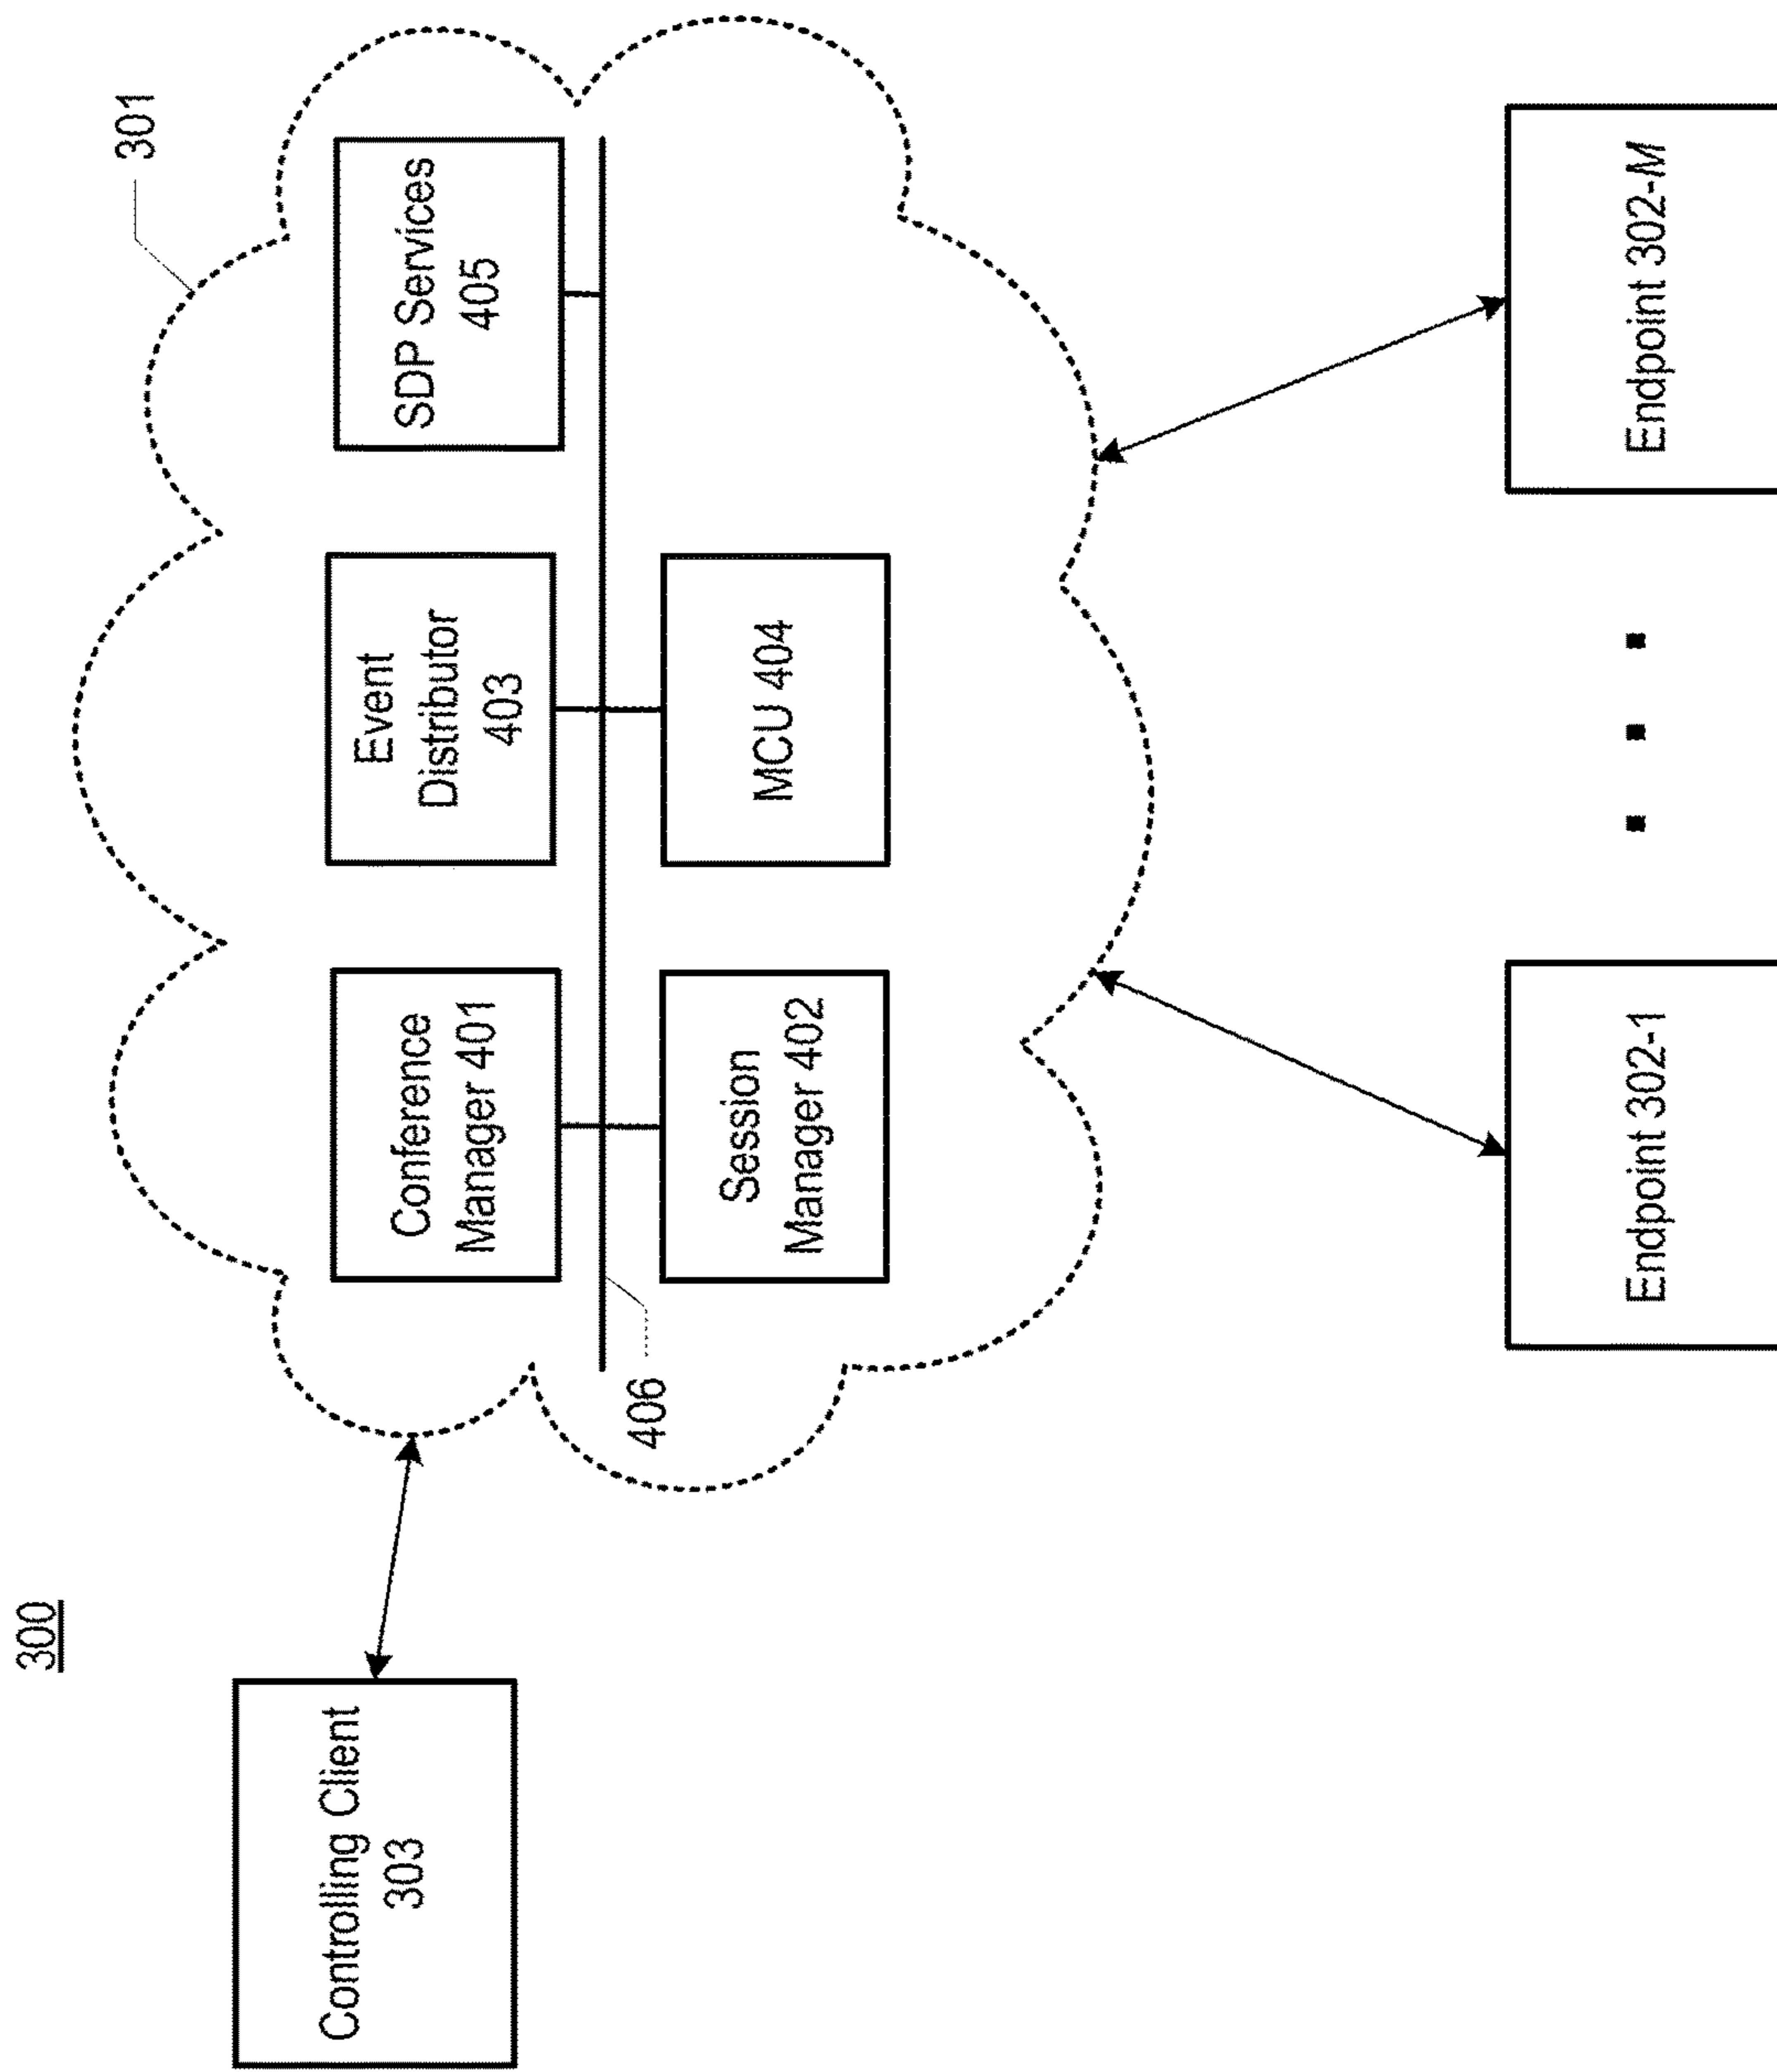 300
301
Controlling Client
303
Conference
Manager 401
Event
Distributor
403
SDP Services
405
406
Session
Manager 402
MCU 404
Endpoint 302-1
Endpoint 302-M